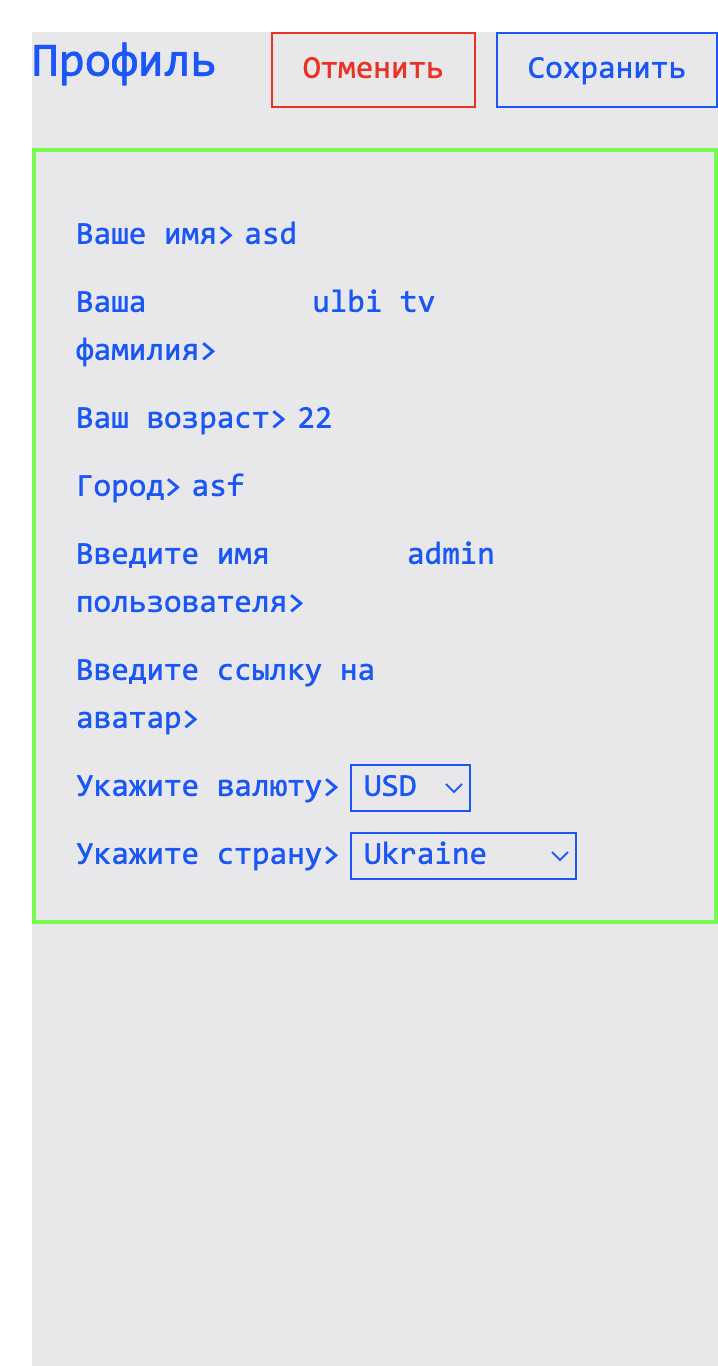 Профиль Отменить Сохранить
Ваше имя> asd
Ваша ulbi tv
фамилия>
Ваш возраст> 22
Город> asf
Введите имя admin
пользователя>
Введите ссылку на
аватар>
Укажите валюту> USD
Укажите страну> Ukraine